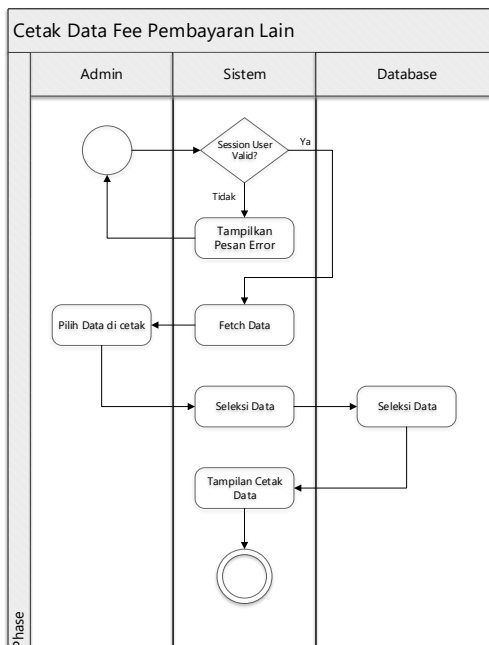 Cetak Data Fee Pembayaran Lain
Admin
Sistem
Database
Session User
Valid?
Ya
Tidak
Tampilkan
Pesan Error
Pilih Data di cetak
Fetch Data
Seleksi Data
Seleksi Data
Tampilan Cetak
Data
Phase